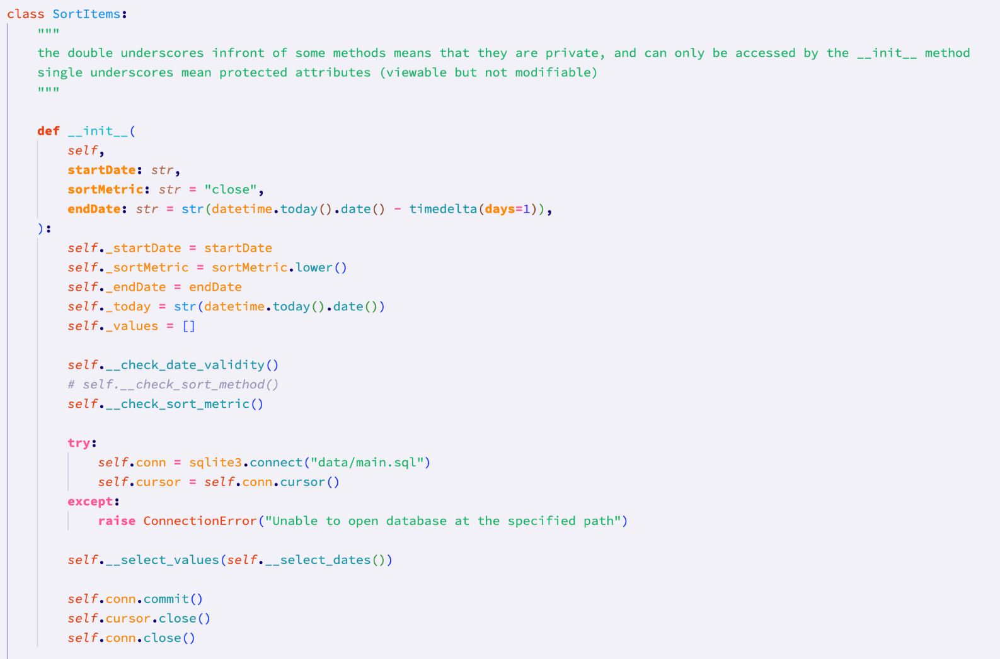 class SortItems:
"""
the double underscores infront of some methods means that they are private, and can only be accessed by the __init__ method
single underscores mean protected attributes (viewable but not modifiable)
"""
def __init__(
self,
startDate: str,
sortMetric: str = "close",
endDate: str = str(datetime.today().date() - timedelta(days=1)),
):
self._startDate = startDate
self._sortMetric = sortMetric.lower()
self._endDate = endDate
self._today = str(datetime.today().date())
self._values = []
self.__check_date_validity()
# self.__check_sort_method()
self.__check_sort_metric()
try:
self.conn = sqlite3.connect("data/main.sql")
self.cursor = self.conn.cursor()
except:
raise ConnectionError("Unable to open database at the specified path")
self.__select_values(self.__select_dates())
self.conn.commit()
self.cursor.close()
self.conn.close()